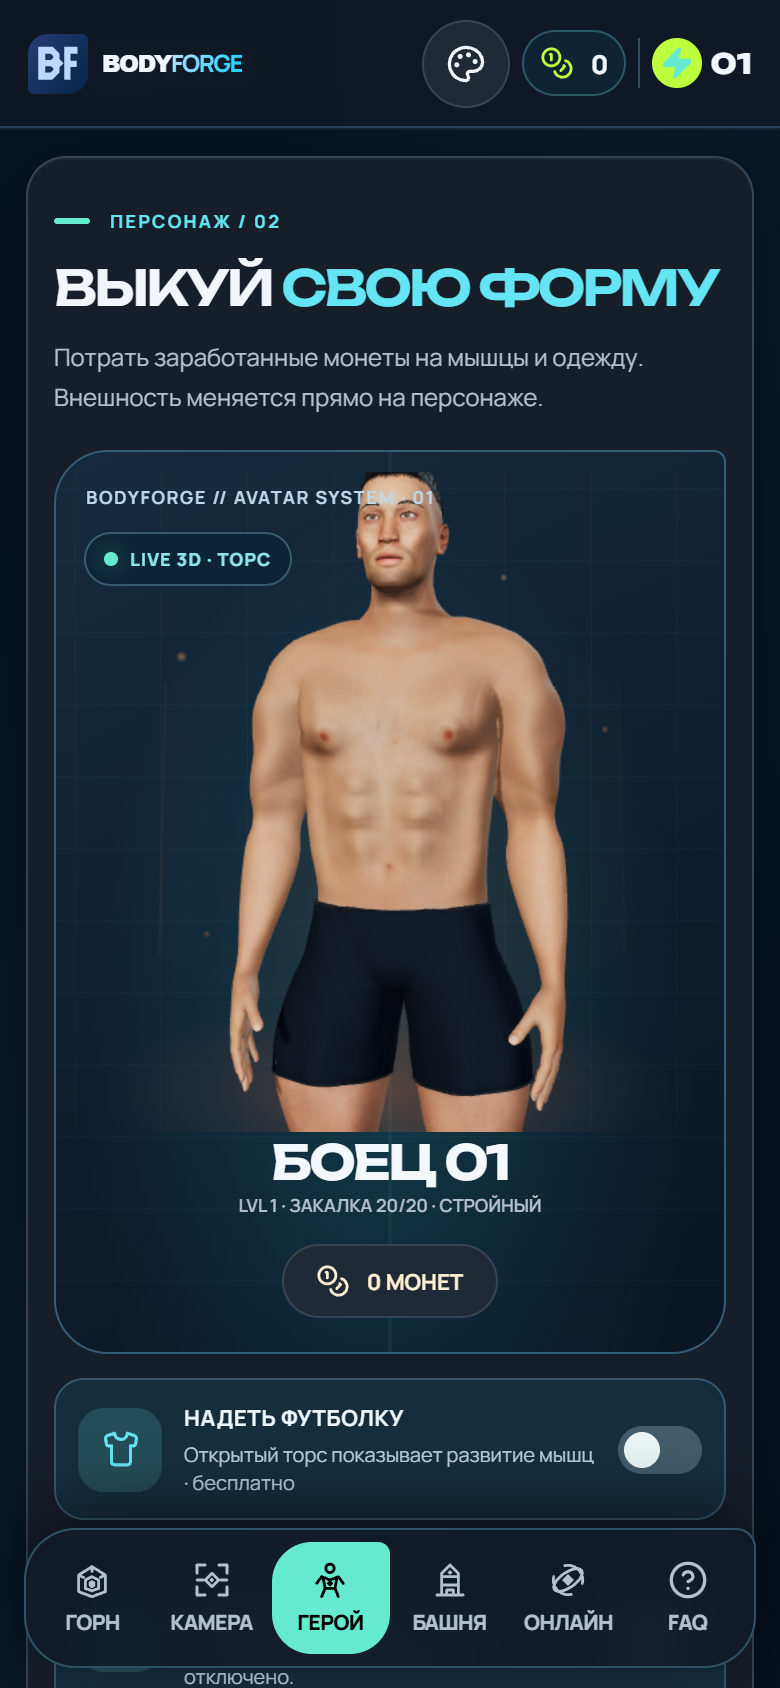 BF BODYFORGE 0 01
ПЕРСОНАЖ / 02
ВЫКУЙ СВОЮ ФОРМУ
Потрать заработанные монеты на мышцы и одежду.
Внешность меняется прямо на персонаже.
BODYFORGE // AVATAR SYSTEM · 01
LIVE 3D · ТОРС
БОЕЦ 01
LVL 1 · ЗАКАЛКА 20/20 · СТРОЙНЫЙ
0 МОНЕТ
НАДЕТЬ ФУТБОЛКУ
Открытый торс показывает развитие мышц
· бесплатно
ГОРН КАМЕРА ГЕРОЙ БАШНЯ ОНЛАЙН FAQ
отключено.